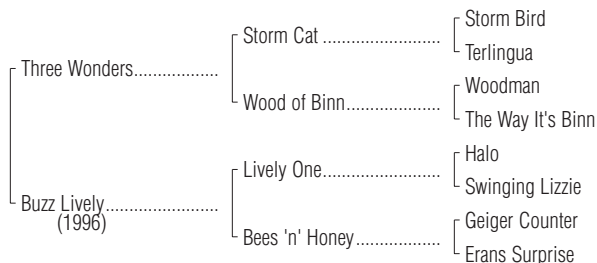 Storm Bird
Storm Cat ........................
Terlingua
Three Wonders.................
Woodman
Wood of Binn...................
The Way It's Binn
Halo
Lively One........................
Swinging Lizzie
Buzz Lively.......................
(1996)
Geiger Counter
Bees 'n' Honey.................
Erans Surprise